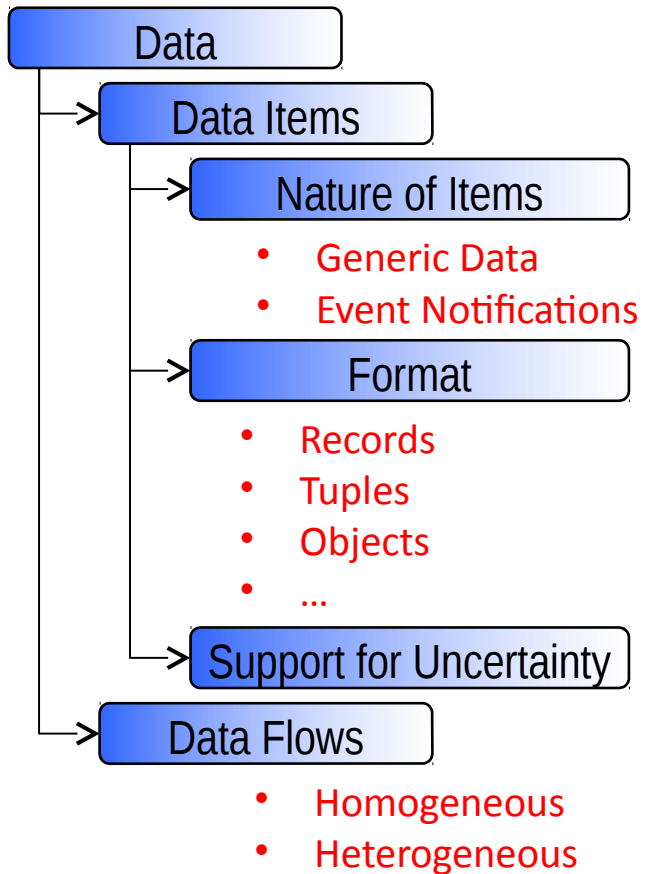 Data
Data Items
Nature of Items
• Generic Data
• Event Notifications
Format
• Records
• Tuples
• Objects
• ...
Support for Uncertainty
Data Flows
• Homogeneous
• Heterogeneous